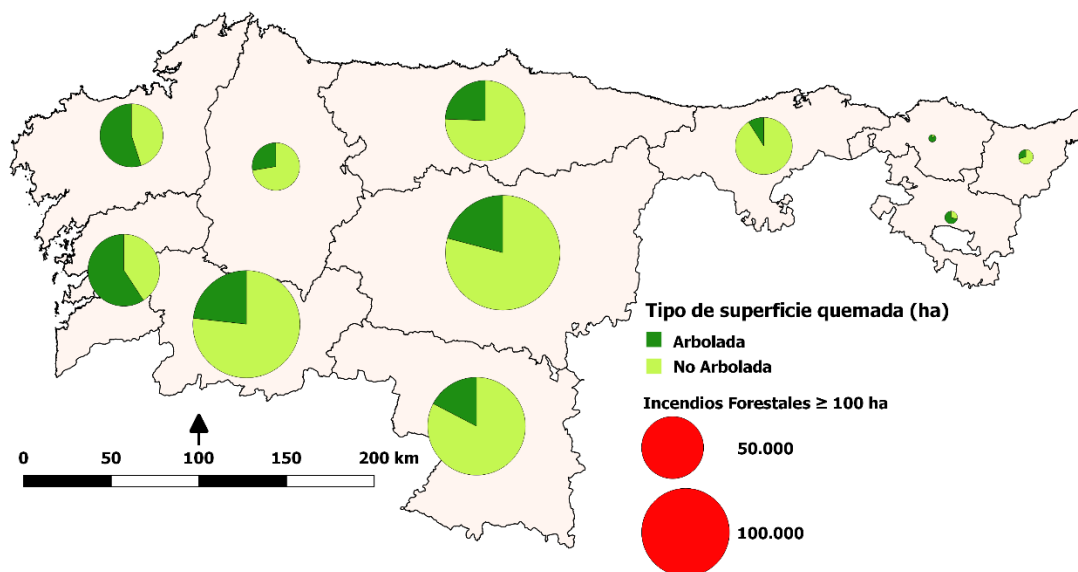 Tipo de superficie quemada (ha)
Arbolada
No Arbolada
Incendios Forestales ≥ 100 ha
50.000
100.000
0 50 100 150 200 km